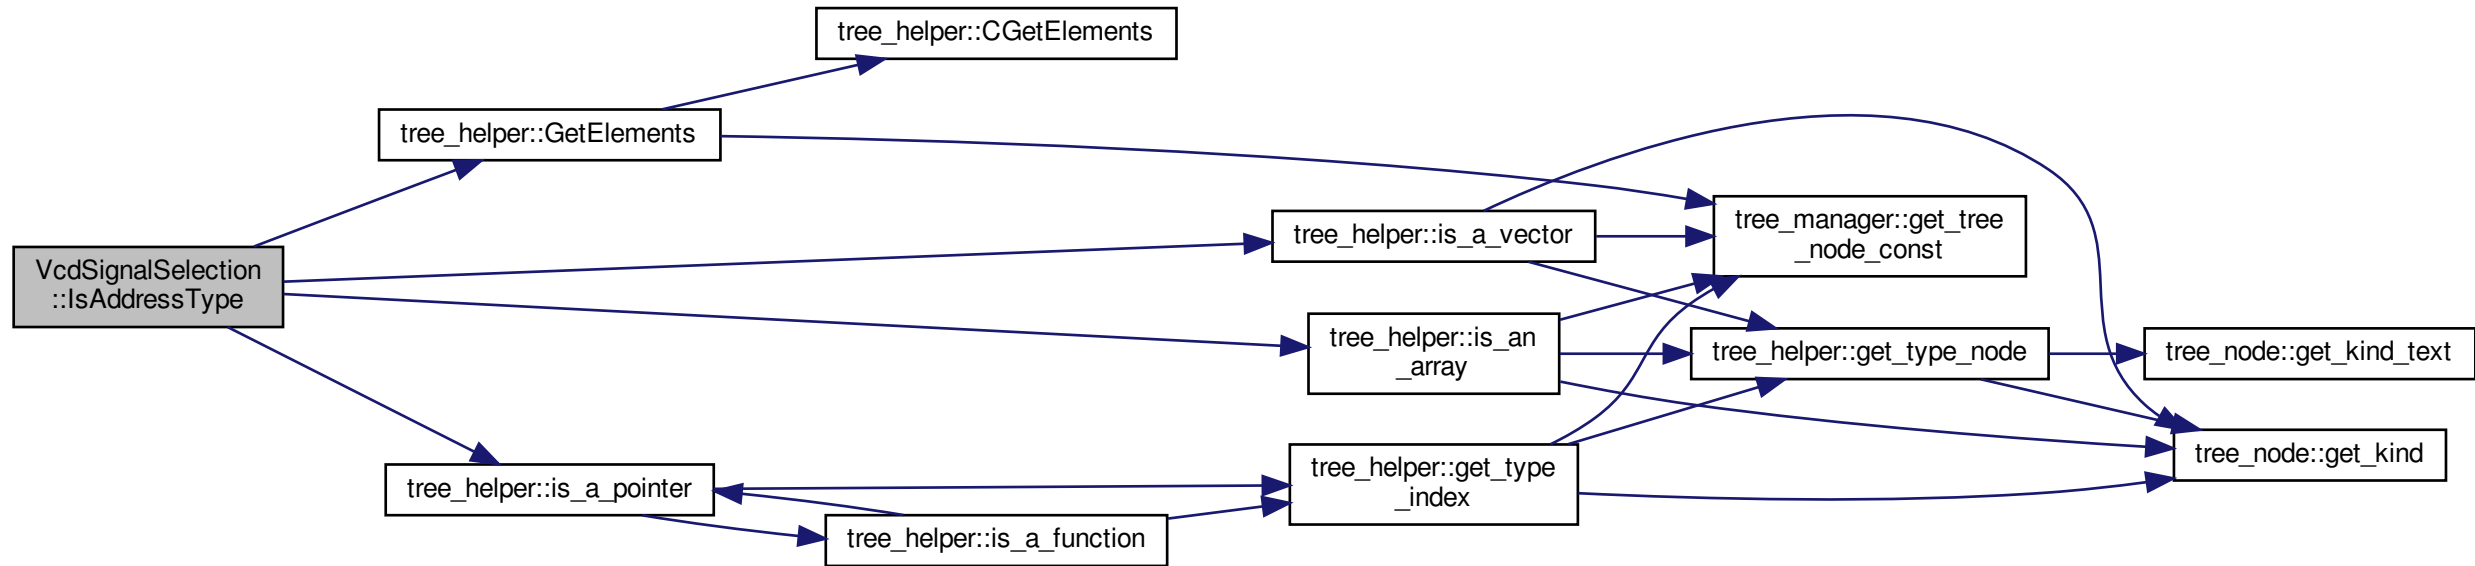 tree_helper::CGetElements
tree_helper::GetElements
VcdSignalSelection
::IsAddressType
tree_helper::is_a_vector
tree_manager::get_tree
_node_const
tree_helper::is_an
_array
tree_helper::get_type_node
tree_node::get_kind_text
tree_helper::is_a_pointer
tree_helper::get_type
_index
tree_node::get_kind
tree_helper::is_a_function